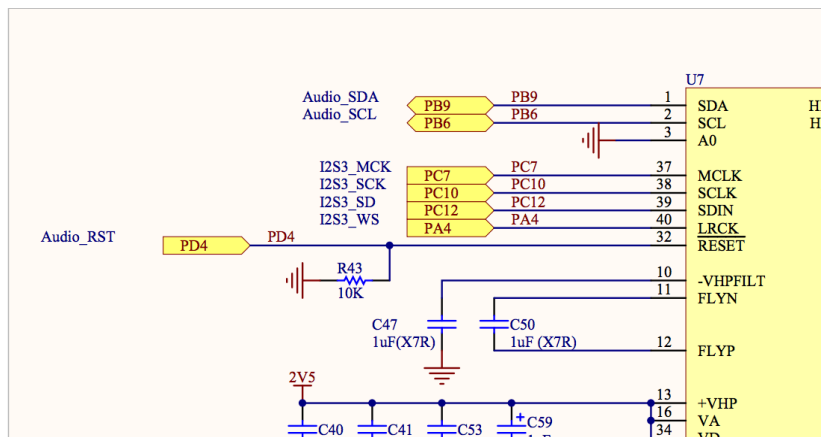 U7
Audio_SDA PB9 PB9 1 SDA
Audio_SCL PB6 PB6 2 SCL
3 A0
I2S3_MCK PC7 PC7 37 MCLK
I2S3_SCK PC10 PC10 38 SCLK
I2S3_SD PC12 PC12 39 SDIN
I2S3_WS PA4 PA4 40 LRCK
Audio_RST PD4 PD4 32 RESET
R43
10K
10 -VHPFILT
11 FLYN
C47 C50
1uF(X7R) 1uF (X7R)
12 FLYP
2V5
13 +VHP
16 VA
C40 C41 C53 + C59
34